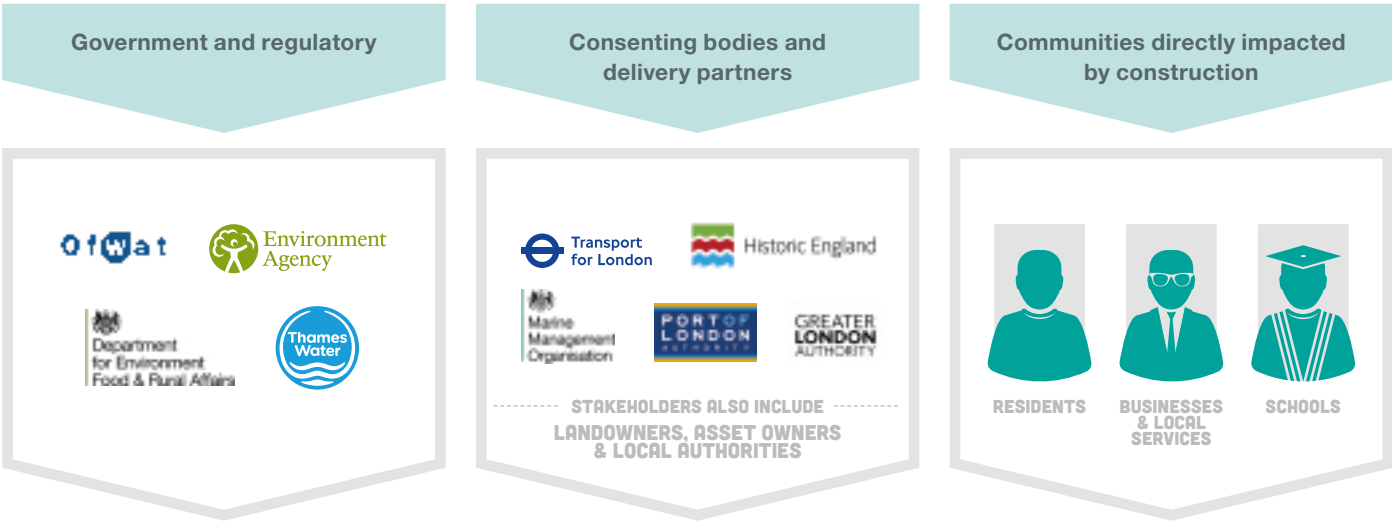 Government and regulatory
Ofwat
Environment
Agency
Department
for Environment
Food & Rural Affairs
Thames
Water
Consenting bodies and
delivery partners
Transport
for London
Historic England
Marine
Management
Organisation
PORT OF
LONDON
AUTHORITY
GREATER
LONDON
AUTHORITY
STAKEHOLDERS ALSO INCLUDE
LANDOWNERS, ASSET OWNERS
& LOCAL AUTHORITIES
Communities directly impacted
by construction
RESIDENTS
BUSINESSES
& LOCAL
SERVICES
SCHOOLS